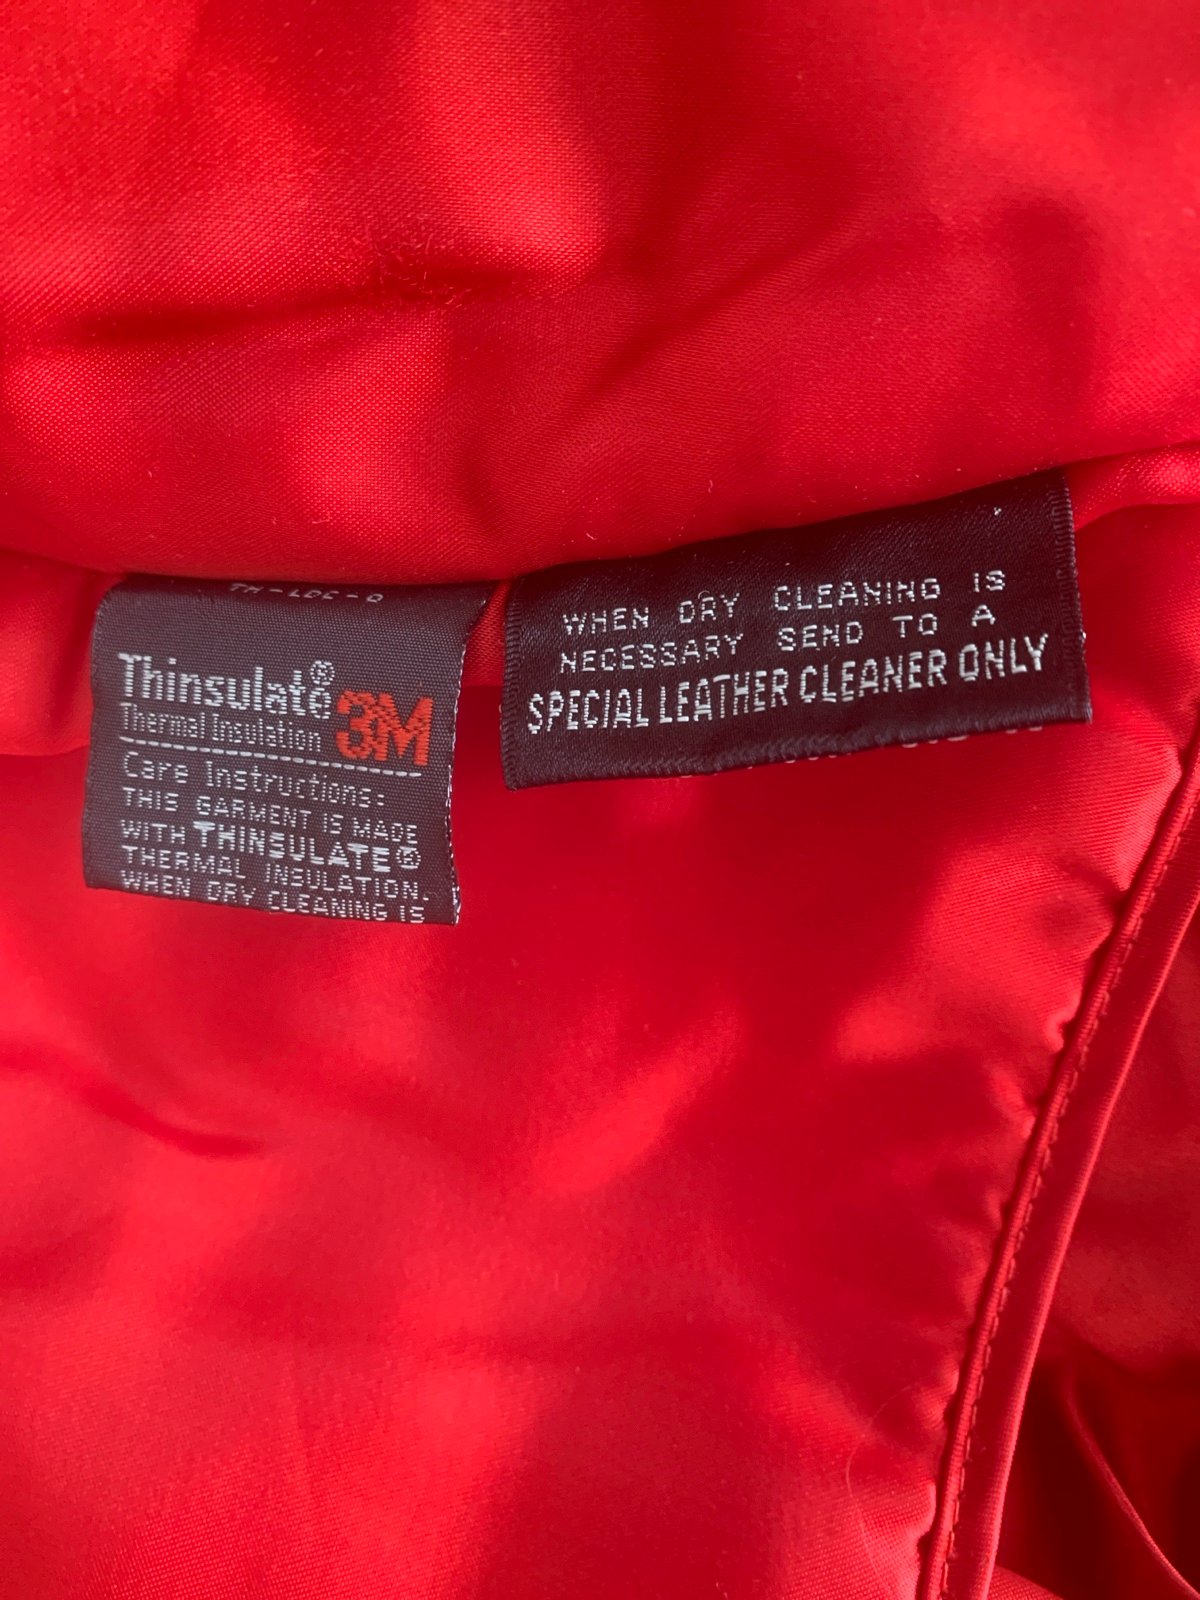 Thinsulate®
Thermal Insulation 3M
Care Instructions:
THIS GARMENT IS MADE
WITH THINSULATE®
THERMAL INSULATION.
WHEN DRY CLEANING IS
WHEN DRY CLEANING IS
NECESSARY SEND TO A
SPECIAL LEATHER CLEANER ONLY